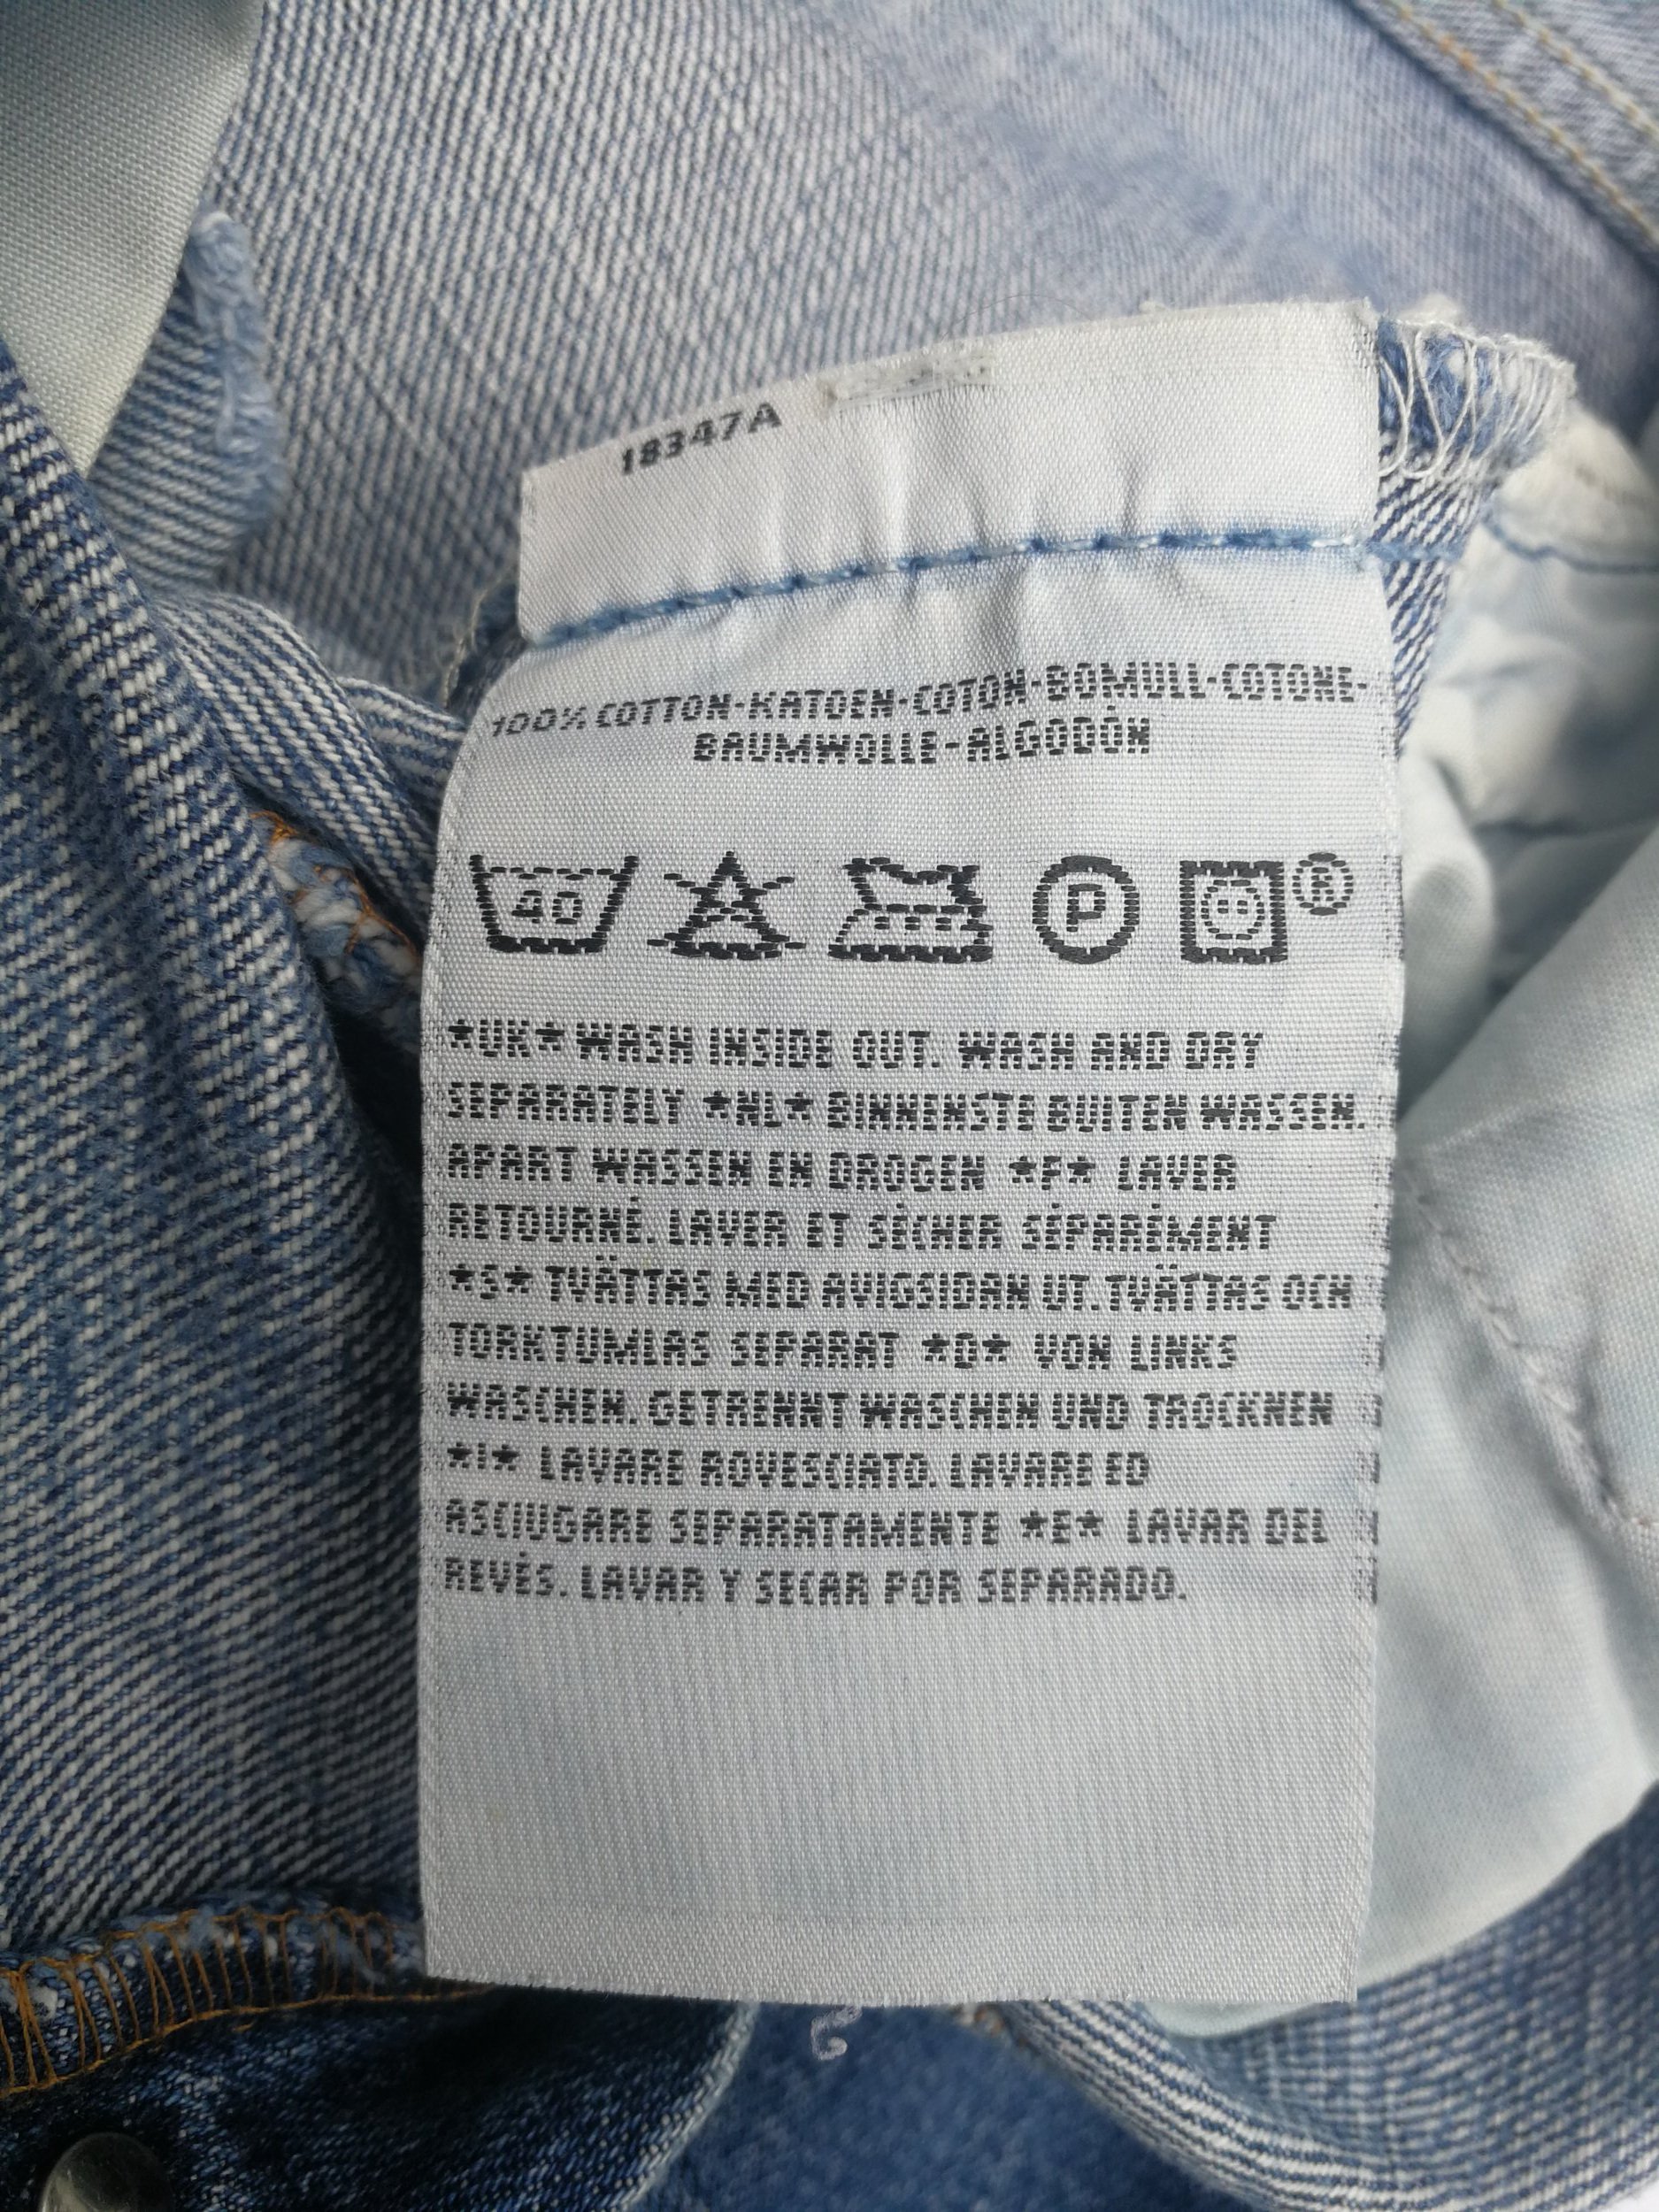 18347A
100% COTTON-KATOEN-COTON-BOMULL-COTONE-
BAUMWOLLE-ALGODÓN
40 P ®
*UK* WASH INSIDE OUT. WASH AND DRY
SEPARATELY *NL* BINNENSTE BUITEN WASSEN.
APART WASSEN EN DROGEN *F* LAVER
RETOURNÉ. LAVER ET SÉCHER SÉPARÉMENT
*S* TVÄTTAS MED AVIGSIDAN UT. TVÄTTAS OCH
TORKTUMLAS SEPARAT *D* VON LINKS
WASCHEN. GETRENNT WASCHEN UND TROCKNEN
*I* LAVARE ROVESCIATO. LAVARE ED
ASCIUGARE SEPARATAMENTE *E* LAVAR DEL
REVÉS. LAVAR Y SECAR POR SEPARADO.